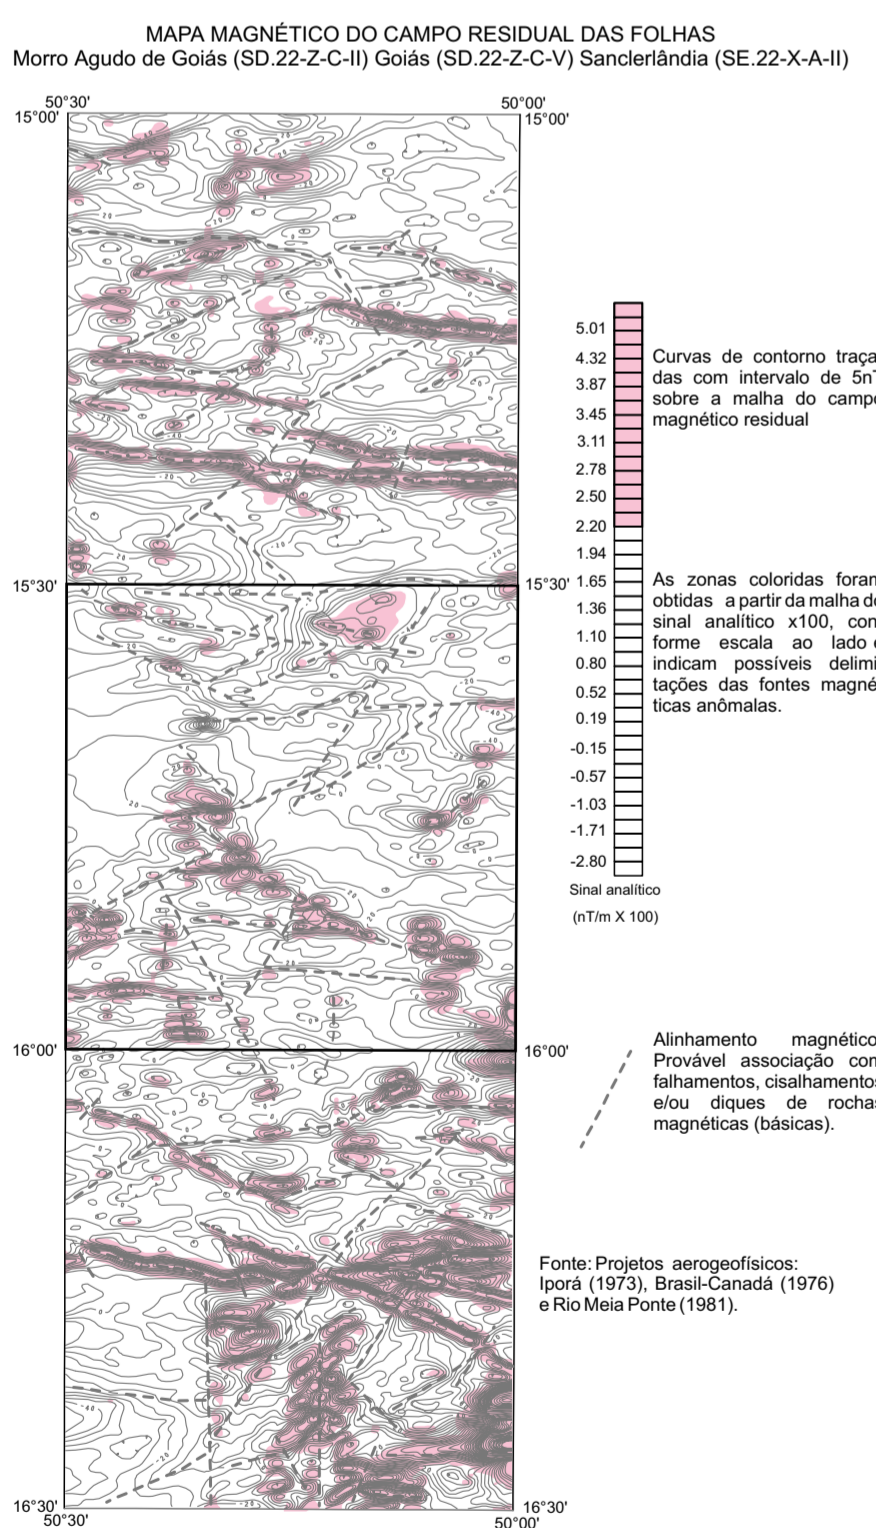 MAPA MAGNÉTICO DO CAMPO RESIDUAL DAS FOLHAS
Morro Agudo de Goiás (SD.22-Z-C-II) Goiás (SD.22-Z-C-V) Sanclerlândia (SE.22-X-A-II)
50°30'
50°00'
15°00'
15°00'
5.01
4.32
3.87
3.45
3.11
2.78
2.50
2.20
1.94
1.65
1.36
1.10
0.80
0.52
0.19
-0.15
-0.57
-1.03
-1.71
-2.80
Sinal analítico
(nT/m X 100)
Curvas de contorno traça
das com intervalo de 5nT
sobre a malha do campo
magnético residual
15°30'
15°30'
As zonas coloridas foram
obtidas a partir da malha do
sinal analítico x100, con
forme escala ao lado e
indicam possíveis delimi
tações das fontes magné
ticas anômalas.
16°00'
16°00'
Alinhamento magnético
Provável associação com
falhamentos, cisalhamentos
e/ou diques de rochas
magnéticas (básicas).
Fonte: Projetos aerogeofísicos:
Iporá (1973), Brasil-Canadá (1976)
e Rio Meia Ponte (1981).
16°30'
16°30'
50°30'
50°00'